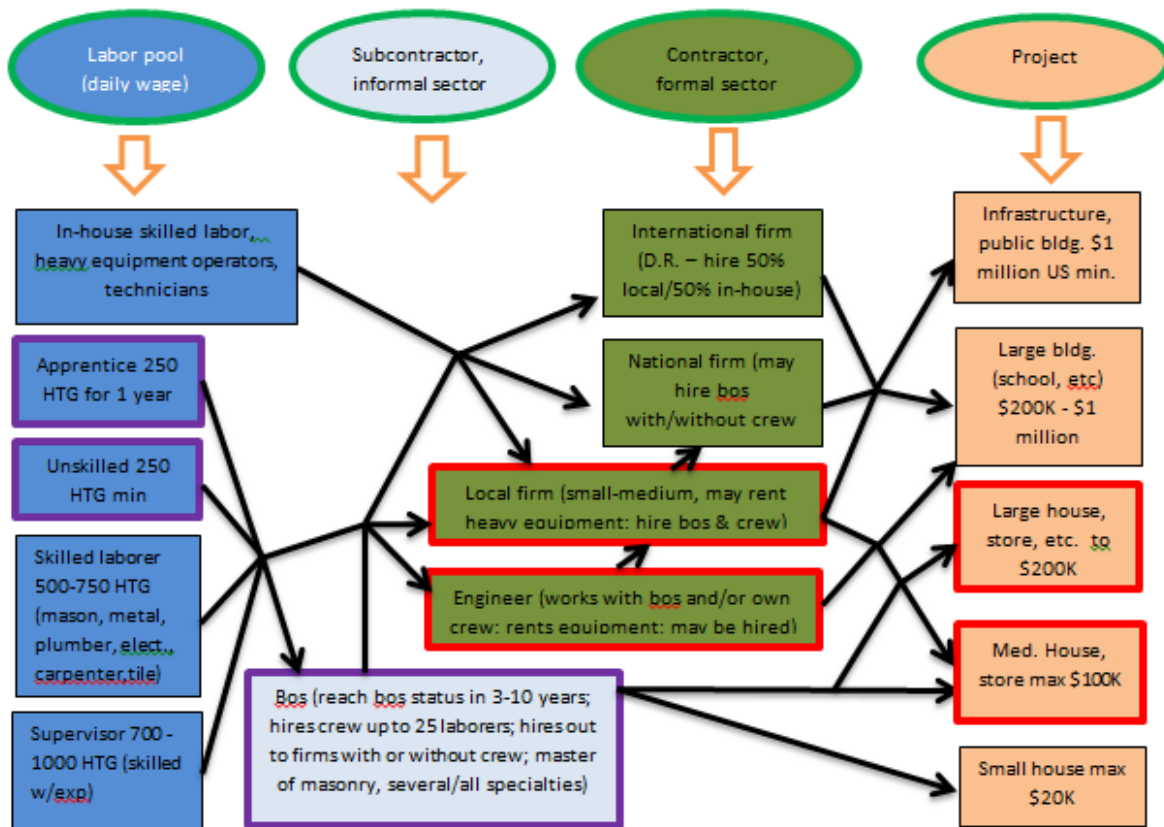 Labor pool
(daily wage)
Subcontractor,
informal sector
Contractor,
formal sector
Project
In-house skilled labor,
heavy equipment operators,
technicians
Apprentice 250
HTG for 1 year
Unskilled 250
HTG min
Skilled laborer
500-750 HTG
(mason, metal,
plumber, elect.,
carpenter,tile)
Supervisor 700 -
1000 HTG (skilled
w/exp)
Bos (reach bos status in 3-10 years;
hires crew up to 25 laborers; hires out
to firms with or without crew; master
of masonry, several/all specialties)
International firm
(D.R. – hire 50%
local/50% in-house)
National firm (may
hire bos
with/without crew
Local firm (small-medium, may rent
heavy equipment; hire bos & crew)
Engineer (works with bos and/or own
crew; rents equipment; may be hired)
Infrastructure,
public bldg. $1
million US min.
Large bldg.
(school, etc)
$200K - $1
million
Large house,
store, etc. to
$200K
Med. House,
store max $100K
Small house max
$20K